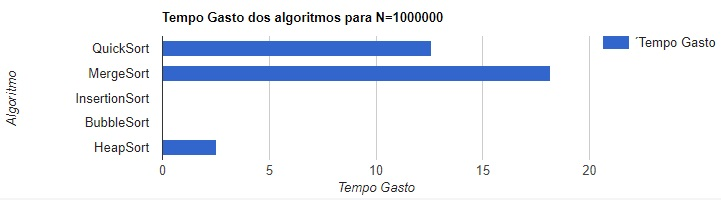 Tempo Gasto dos algoritmos para N=1000000
´Tempo Gasto
QuickSort
MergeSort
InsertionSort
BubbleSort
HeapSort
Algoritmo
0 5 10 15 20
Tempo Gasto